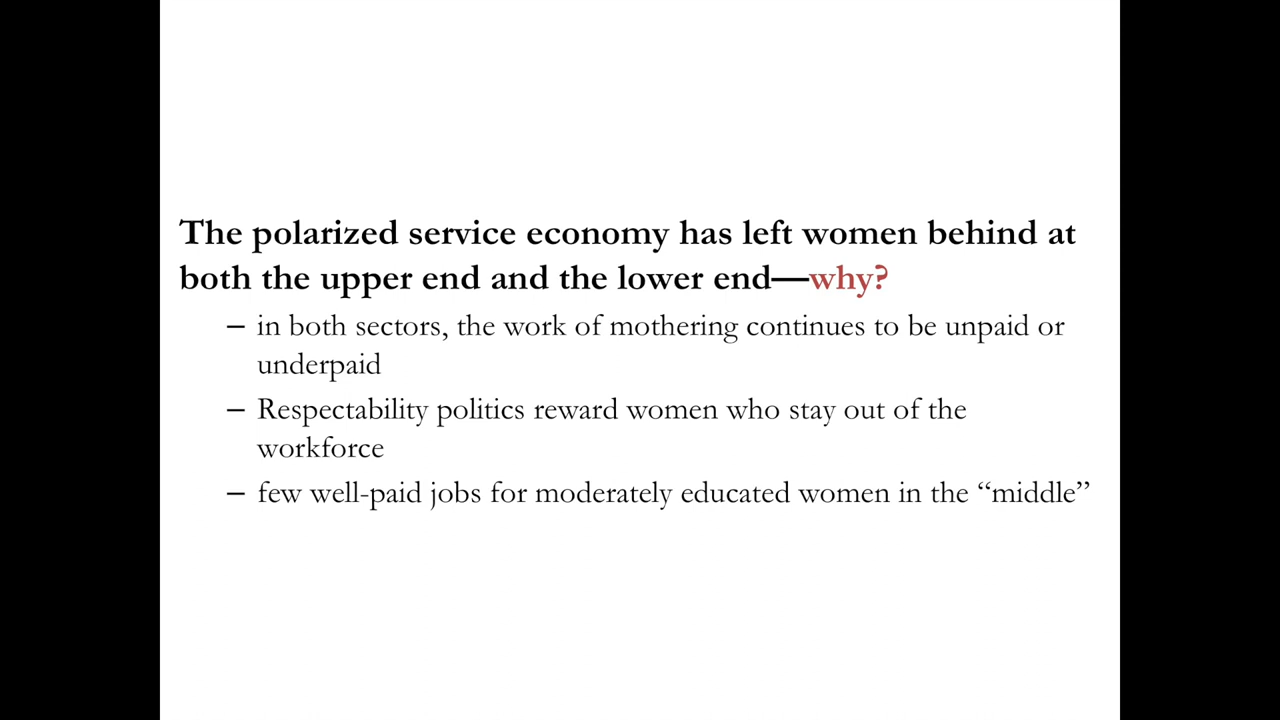 The polarized service economy has left women behind at
both the upper end and the lower end—why?
– in both sectors, the work of mothering continues to be unpaid or
underpaid
– Respectability politics reward women who stay out of the
workforce
– few well-paid jobs for moderately educated women in the “middle”